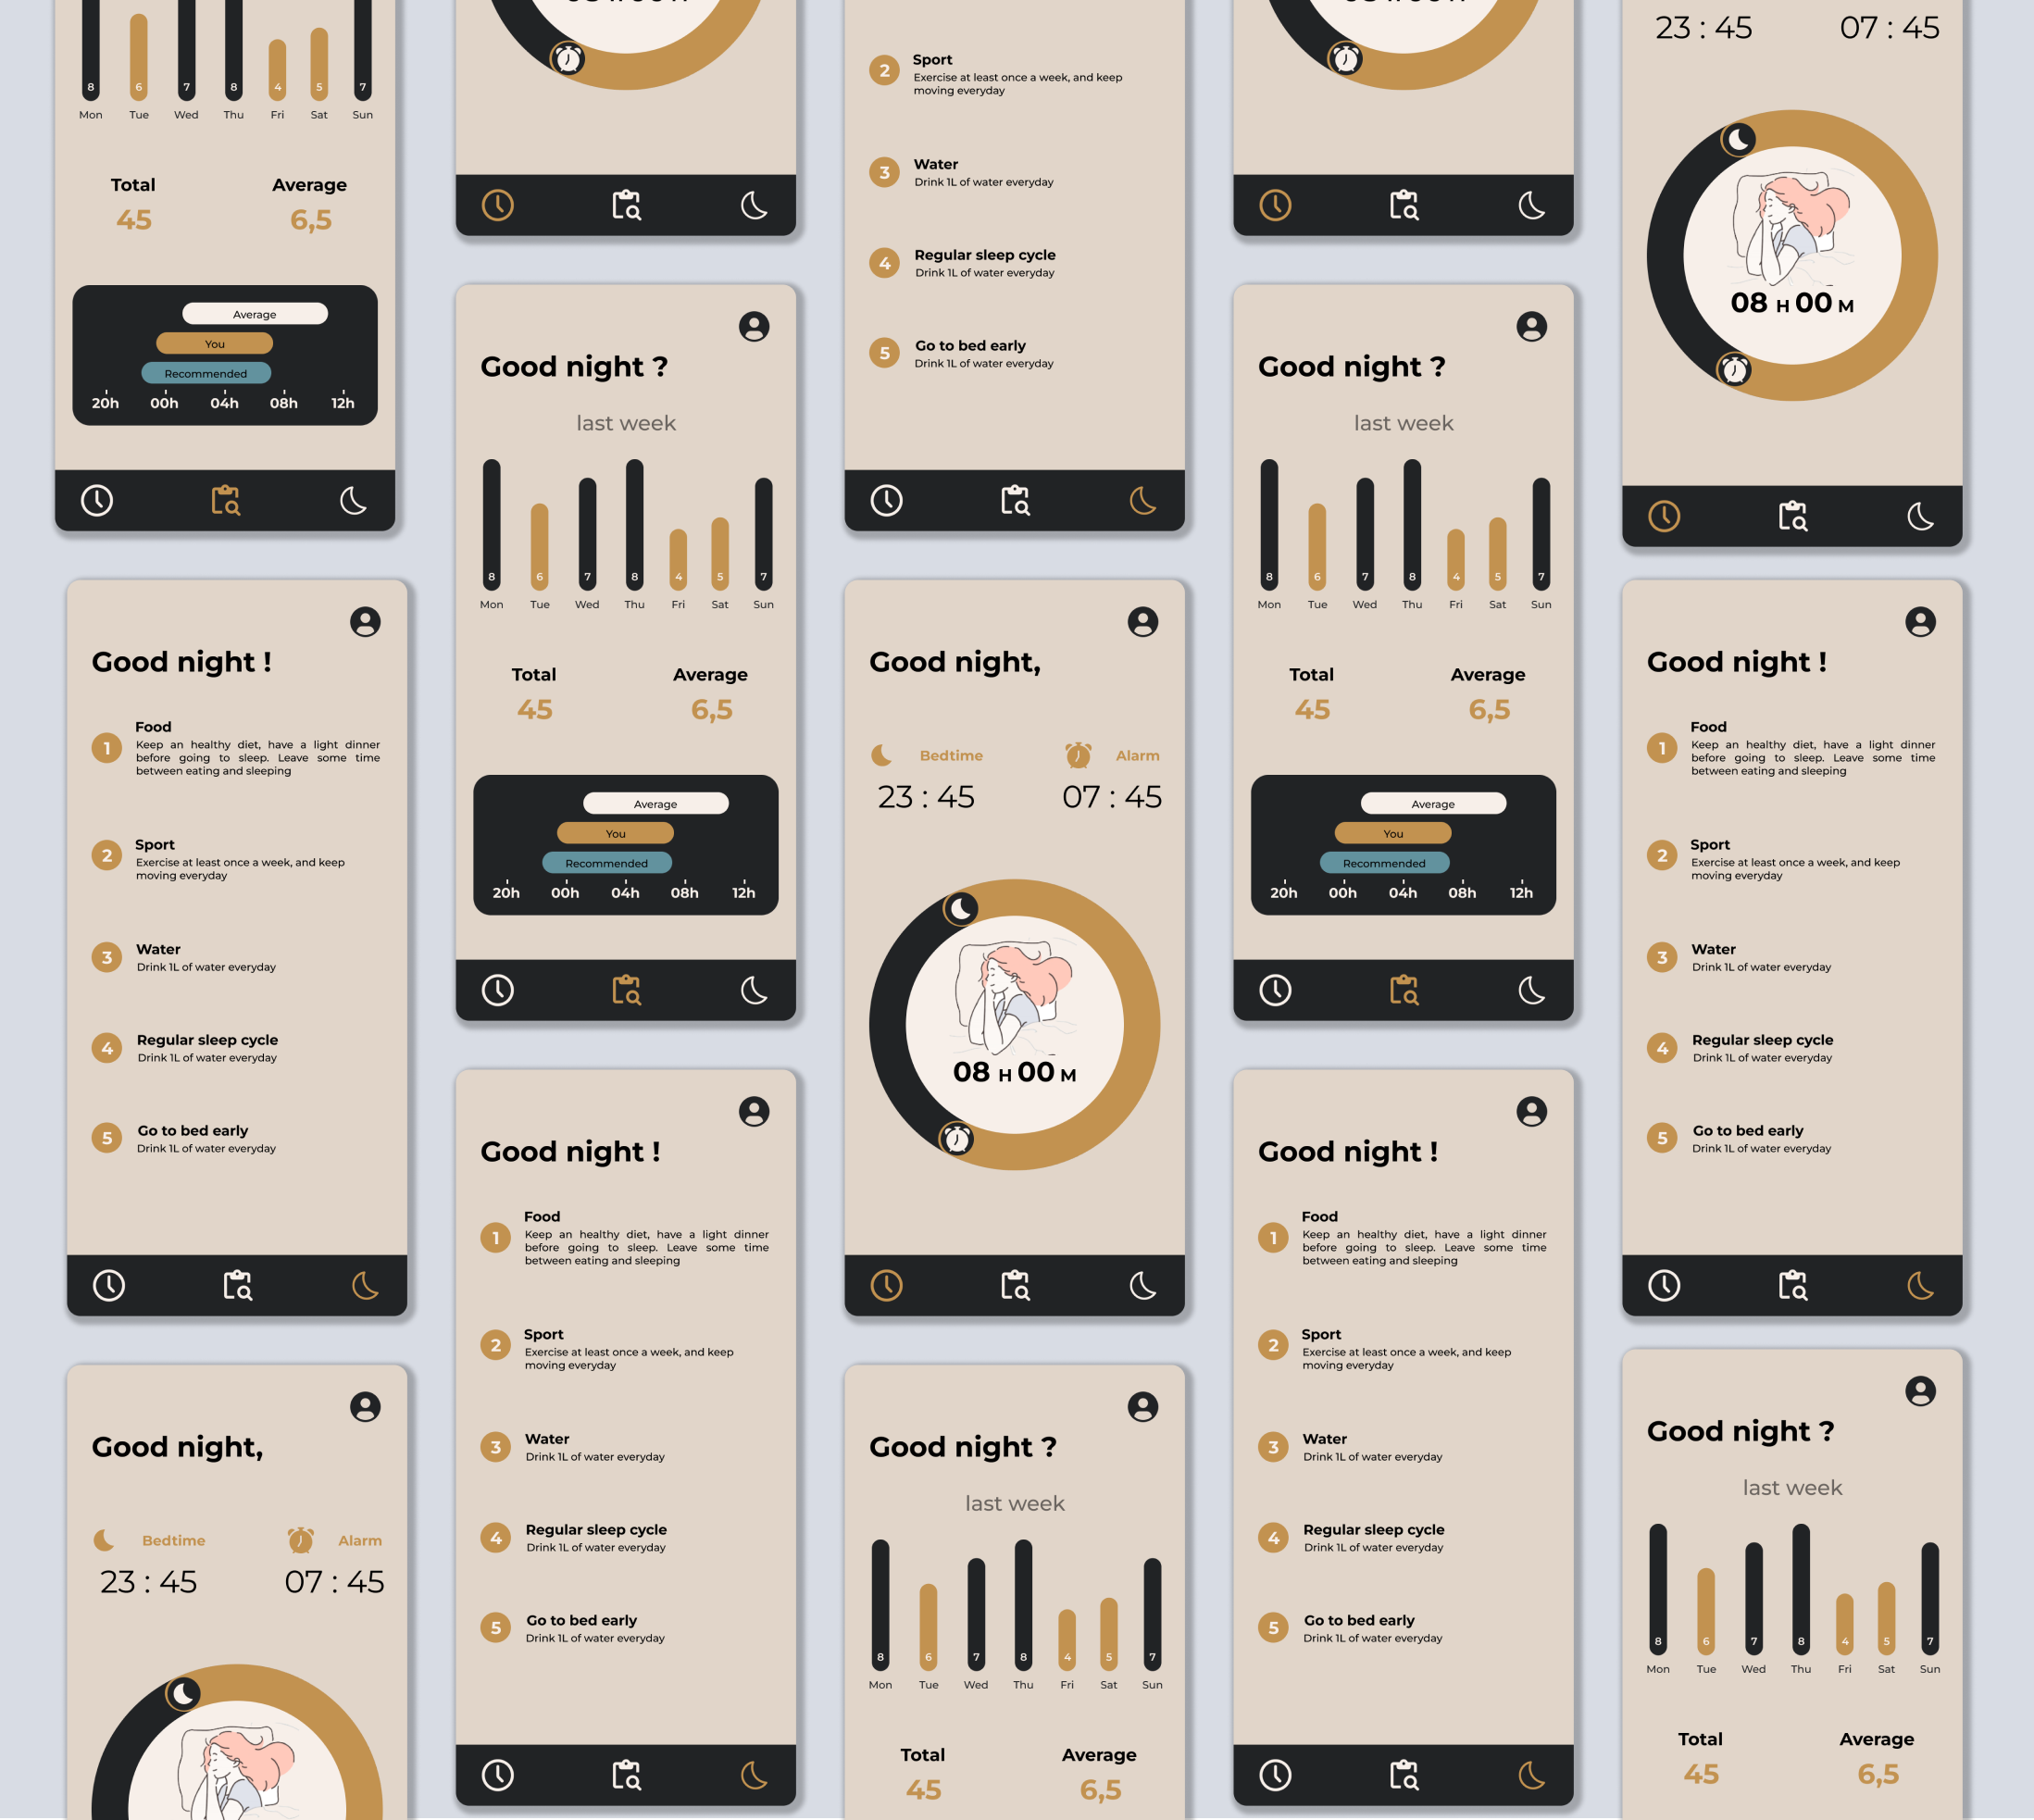 8 6 7 8 4 5 7
Mon Tue Wed Thu Fri Sat Sun
Total Average
45 6,5
Average
You
Recommended
20h 00h 04h 08h 12h
Good night !
1
Food
Keep an healthy diet, have a light dinner
before going to sleep. Leave some time
between eating and sleeping
2
Sport
Exercise at least once a week, and keep
moving everyday
3
Water
Drink 1L of water everyday
4
Regular sleep cycle
Drink 1L of water everyday
5
Go to bed early
Drink 1L of water everyday
Good night,
Bedtime Alarm
23 : 45 07 : 45
Good night ?
last week
8 6 7 8 4 5 7
Mon Tue Wed Thu Fri Sat Sun
Total Average
45 6,5
Average
You
Recommended
20h 00h 04h 08h 12h
Good night !
1
Food
Keep an healthy diet, have a light dinner
before going to sleep. Leave some time
between eating and sleeping
2
Sport
Exercise at least once a week, and keep
moving everyday
3
Water
Drink 1L of water everyday
4
Regular sleep cycle
Drink 1L of water everyday
5
Go to bed early
Drink 1L of water everyday
2
Sport
Exercise at least once a week, and keep
moving everyday
3
Water
Drink 1L of water everyday
4
Regular sleep cycle
Drink 1L of water everyday
5
Go to bed early
Drink 1L of water everyday
Good night,
Bedtime Alarm
23 : 45 07 : 45
08 H 00 M
Good night ?
last week
8 6 7 8 4 5 7
Mon Tue Wed Thu Fri Sat Sun
Total Average
45 6,5
Good night ?
last week
8 6 7 8 4 5 7
Mon Tue Wed Thu Fri Sat Sun
Total Average
45 6,5
Average
You
Recommended
20h 00h 04h 08h 12h
Good night !
1
Food
Keep an healthy diet, have a light dinner
before going to sleep. Leave some time
between eating and sleeping
2
Sport
Exercise at least once a week, and keep
moving everyday
3
Water
Drink 1L of water everyday
4
Regular sleep cycle
Drink 1L of water everyday
5
Go to bed early
Drink 1L of water everyday
23 : 45 07 : 45
08 H 00 M
Good night !
1
Food
Keep an healthy diet, have a light dinner
before going to sleep. Leave some time
between eating and sleeping
2
Sport
Exercise at least once a week, and keep
moving everyday
3
Water
Drink 1L of water everyday
4
Regular sleep cycle
Drink 1L of water everyday
5
Go to bed early
Drink 1L of water everyday
Good night ?
last week
8 6 7 8 4 5 7
Mon Tue Wed Thu Fri Sat Sun
Total Average
45 6,5